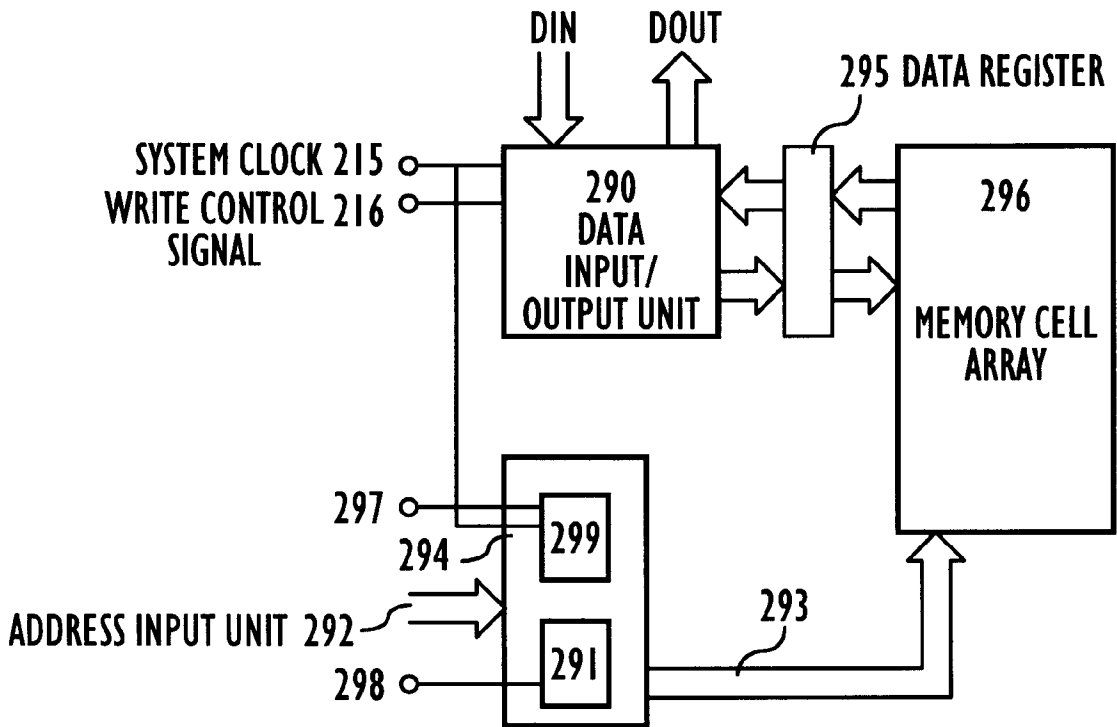 DIN
DOUT
295 DATA REGISTER
SYSTEM CLOCK 215
WRITE CONTROL 216
SIGNAL
290
DATA
INPUT/
OUTPUT UNIT
296
MEMORY CELL
ARRAY
297
294
299
ADDRESS INPUT UNIT 292
291
298
293